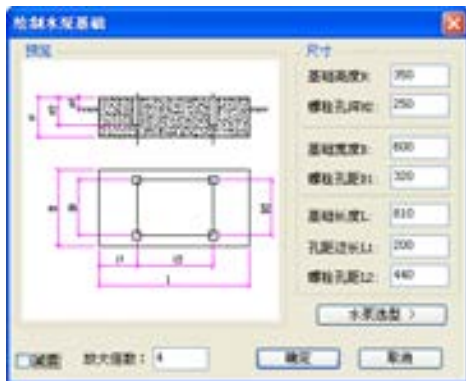 绘制水泵基础
预览
尺寸
基础高度H: 350
螺栓孔深H2: 250
基础宽度B: 600
螺栓孔距B1: 320
基础长度L: 810
孔距边长L1: 200
螺栓孔距L2: 440
水泵选型 >
放大倍数: 4
确定
取消
L1
L2
L